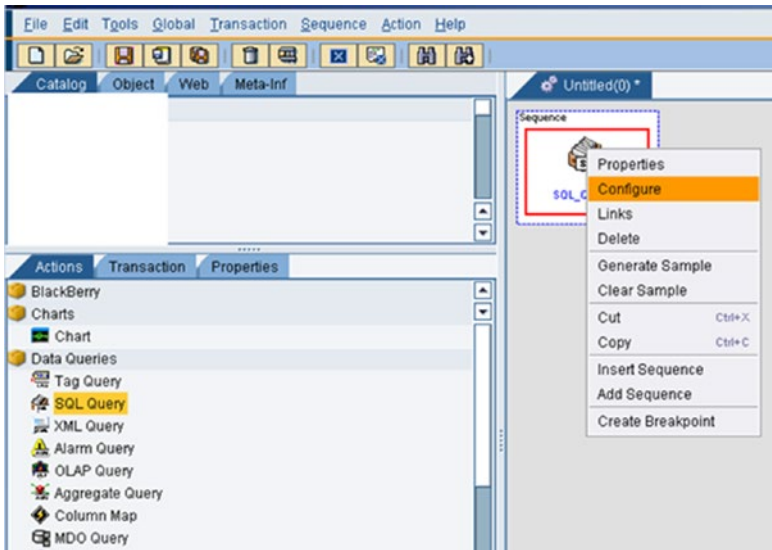 File Edit Tools Global Transaction Sequence Action Help
Catalog Object Web Meta-Inf
Untitled(0) *
Sequence
Properties
Configure
Links
Delete
Generate Sample
Clear Sample
Cut Ctrl+X
Copy Ctrl+C
Insert Sequence
Add Sequence
Create Breakpoint
Actions Transaction Properties
BlackBerry
Charts
Chart
Data Queries
Tag Query
SQL Query
XML Query
Alarm Query
OLAP Query
Aggregate Query
Column Map
MDO Query